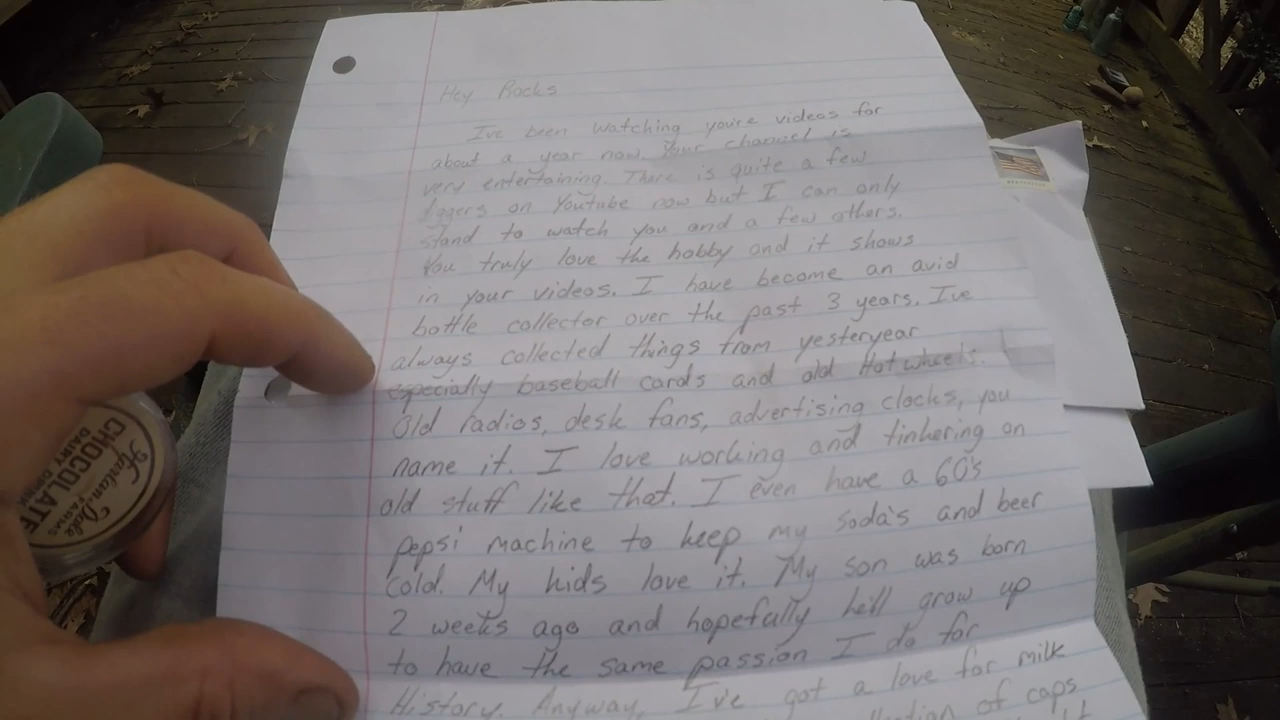 Hey Rocks
I've been watching you're videos for
about a year now. Your channel is
very entertaining. There is quite a few
diggers on YouTube now but I can only
stand to watch you and a few others.
You truly love the hobby and it shows
in your videos. I have become an avid
bottle collector over the past 3 years. I've
always collected things from yesteryear
especially baseball cards and old Hotwheels.
Old radios, desk fans, advertising clocks, you
name it. I love working and tinkering on
old stuff like that. I even have a 60's
pepsi machine to keep my soda's and beer
cold. My kids love it. My son was born
2 weeks ago and hopefully he'll grow up
to have the same passion I do for
History. Anyway, I've got a love for milk
of caps
CHOCOLATE
DAIRY DRINK
FARMS